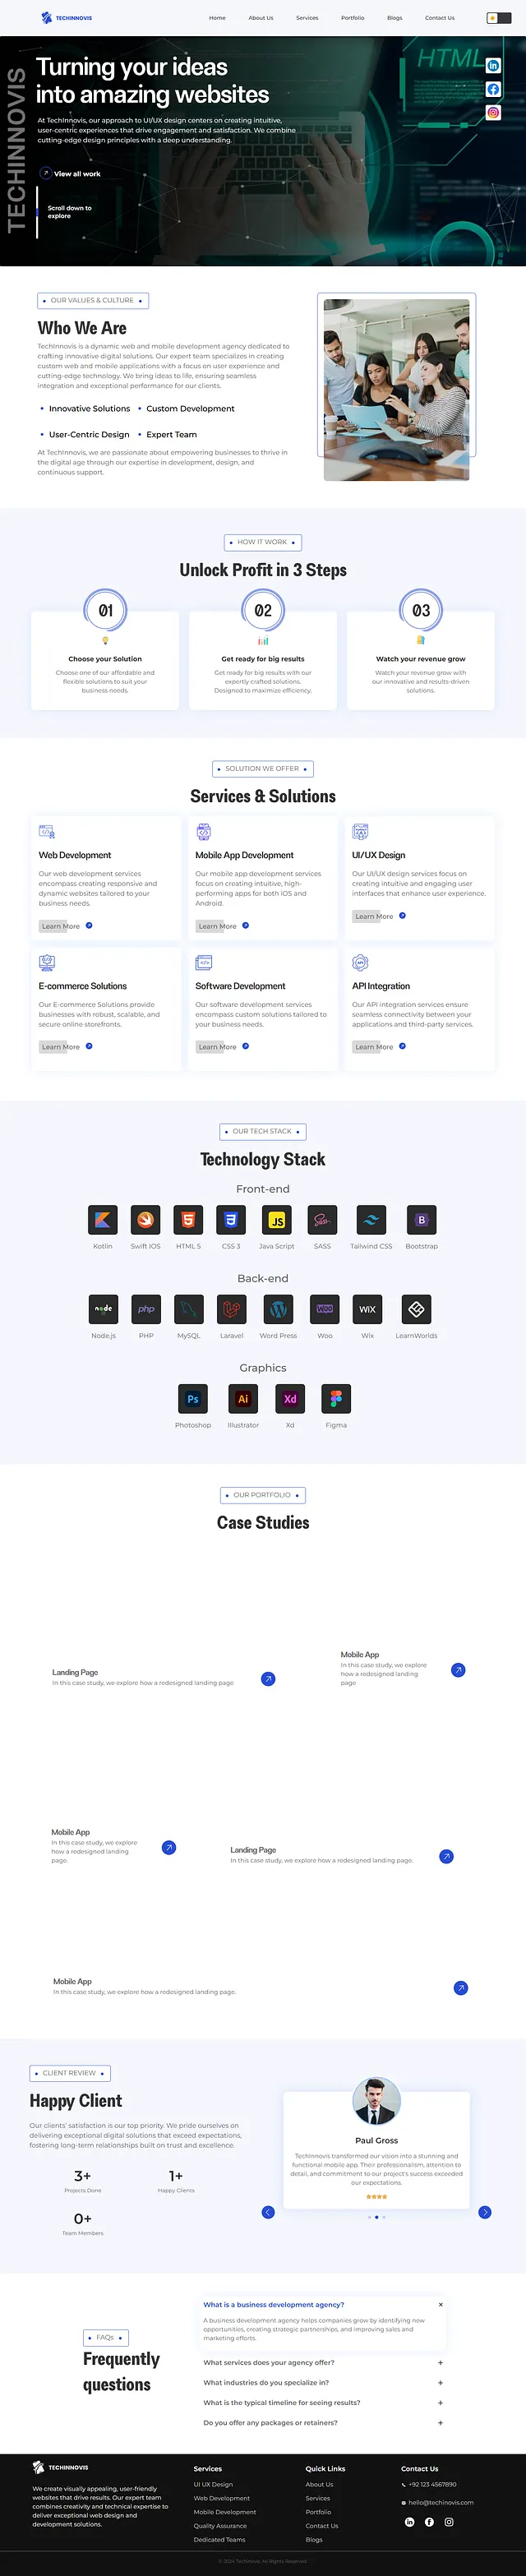 TECHINNOVIS
Home About Us Services Portfolio Blogs Contact Us
Turning your ideas
into amazing websites
HTML
At TechInnovis, our approach to UI/UX design centers on creating intuitive,
user-centric experiences that drive engagement and satisfaction. We combine
cutting-edge design principles with a deep understanding.
TECHINNOVIS
View all work
Scroll down to
explore
OUR VALUES & CULTURE
Who We Are
TechInnovis is a dynamic web and mobile development agency dedicated to
crafting innovative digital solutions. Our expert team specializes in creating
custom web and mobile applications with a focus on user experience and
cutting-edge technology. We bring ideas to life, ensuring seamless
integration and exceptional performance for our clients.
Innovative Solutions Custom Development
User-Centric Design Expert Team
At TechInnovis, we are passionate about empowering businesses to thrive in
the digital age through our expertise in development, design, and
continuous support.
HOW IT WORK
Unlock Profit in 3 Steps
01
Choose your Solution
Choose one of our affordable and
flexible solutions to suit your
business needs.
02
Get ready for big results
Get ready for big results with our
expertly crafted solutions.
Designed to maximize efficiency.
03
Watch your revenue grow
Watch your revenue grow with
our innovative and results-driven
solutions.
SOLUTION WE OFFER
Services & Solutions
Web Development
Our web development services
encompass creating responsive and
dynamic websites tailored to your
business needs.
Learn More
Mobile App Development
Our mobile app development services
focus on creating intuitive, high-
performing apps for both iOS and
Android.
Learn More
UI/UX Design
Our UI/UX design services focus on
creating intuitive and engaging user
interfaces that enhance user experience.
Learn More
E-commerce Solutions
Our E-commerce Solutions provide
businesses with robust, scalable, and
secure online storefronts.
Learn More
Software Development
Our software development services
encompass custom solutions tailored to
your business needs.
Learn More
API Integration
Our API integration services ensure
seamless connectivity between your
applications and third-party services.
Learn More
OUR TECH STACK
Technology Stack
Front-end
Kotlin Swift IOS HTML 5 CSS 3 Java Script SASS Tailwind CSS Bootstrap
Back-end
Node.js PHP MySQL Laravel Word Press Woo Wix LearnWorlds
Graphics
Photoshop Illustrator Xd Figma
OUR PORTFOLIO
Case Studies
Landing Page
In this case study, we explore how a redesigned landing page
Mobile App
In this case study, we explore
how a redesigned landing
page
Mobile App
In this case study, we explore
how a redesigned landing
page.
Landing Page
In this case study, we explore how a redesigned landing page.
Mobile App
In this case study, we explore how a redesigned landing page.
CLIENT REVIEW
Happy Client
Our clients' satisfaction is our top priority. We pride ourselves on
delivering exceptional digital solutions that exceed expectations,
fostering long-term relationships built on trust and excellence.
3+
Projects Done
1+
Happy Clients
0+
Team Members
Paul Gross
TechInnovis transformed our vision into a stunning and
functional mobile app. Their professionalism, attention to
detail, and commitment to our project's success exceeded
our expectations.
FAQs
Frequently
questions
What is a business development agency?
A business development agency helps companies grow by identifying new
opportunities, creating strategic partnerships, and improving sales and
marketing efforts.
What services does your agency offer?
What industries do you specialize in?
What is the typical timeline for seeing results?
Do you offer any packages or retainers?
TECHINNOVIS
We create visually appealing, user-friendly
websites that drive results. Our expert team
combines creativity and technical expertise to
deliver exceptional web design and
development solutions.
Services
UI UX Design
Web Development
Mobile Development
Quality Assurance
Dedicated Teams
Quick Links
About Us
Services
Portfolio
Contact Us
Blogs
Contact Us
+92 123 4567890
hello@techinovis.com
© 2024 TechInnovis. All Rights Reserved